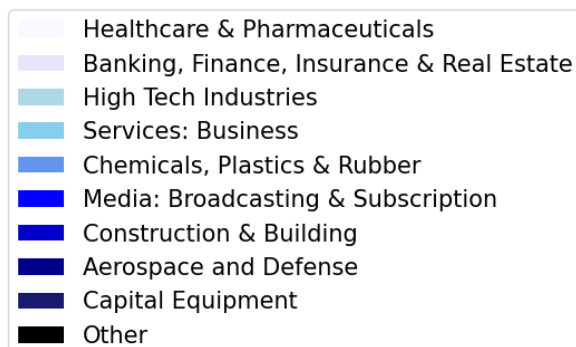 Healthcare & Pharmaceuticals
Banking, Finance, Insurance & Real Estate
High Tech Industries
Services: Business
Chemicals, Plastics & Rubber
Media: Broadcasting & Subscription
Construction & Building
Aerospace and Defense
Capital Equipment
Other